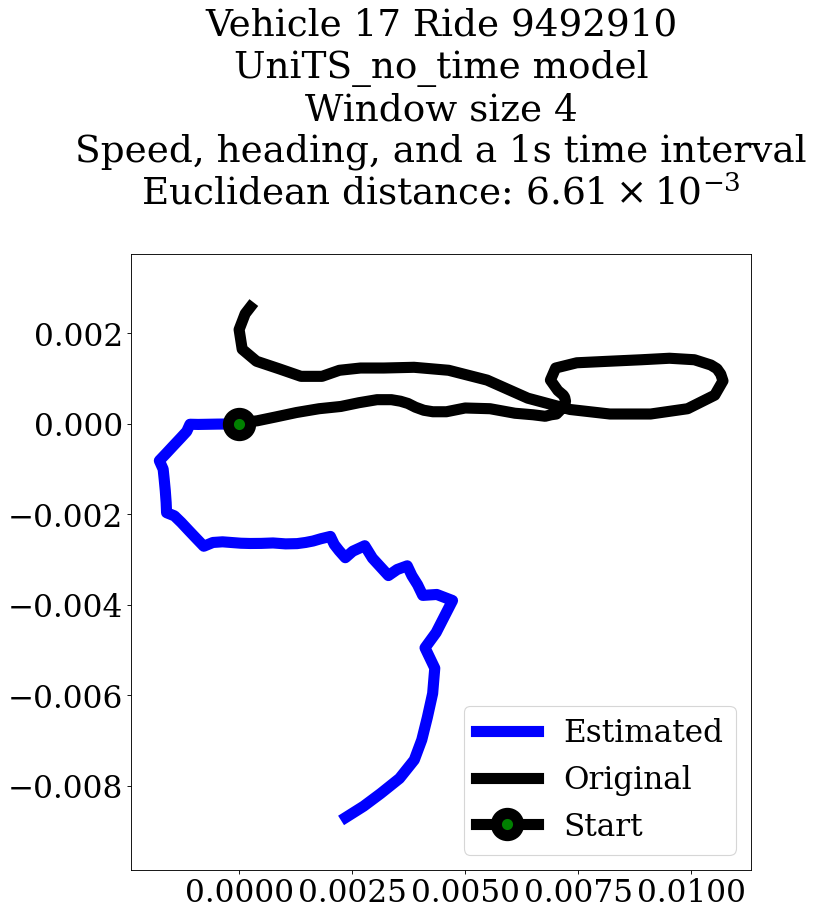 Vehicle 17 Ride 9492910
UniTS_no_time model
Window size 4
Speed, heading, and a 1s time interval
Euclidean distance: 6.61 × 10⁻³
0.002
0.000
−0.002
−0.004
−0.006
−0.008
Estimated
Original
Start
0.0000 0.0025 0.0050 0.0075 0.0100